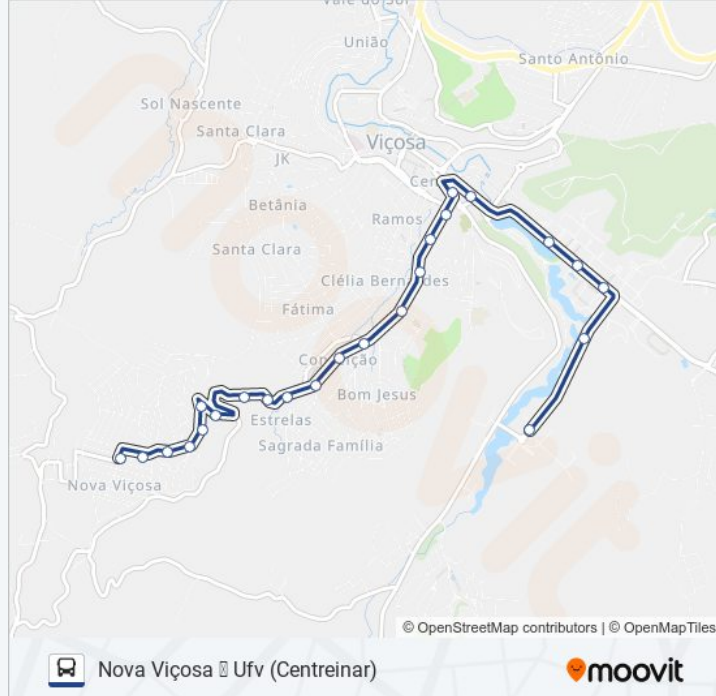 Vale do Sol
União
Santo Antônio
Sol Nascente
Santa Clara
Viçosa
JK
Betânia
Ramos
Santa Clara
Clélia Bernardes
Fátima
Conceição
Bom Jesus
Estrelas
Sagrada Família
Nova Viçosa
moovit
© OpenStreetMap contributors | © OpenMapTiles
Nova Viçosa ▯ Ufv (Centreinar)
moovit